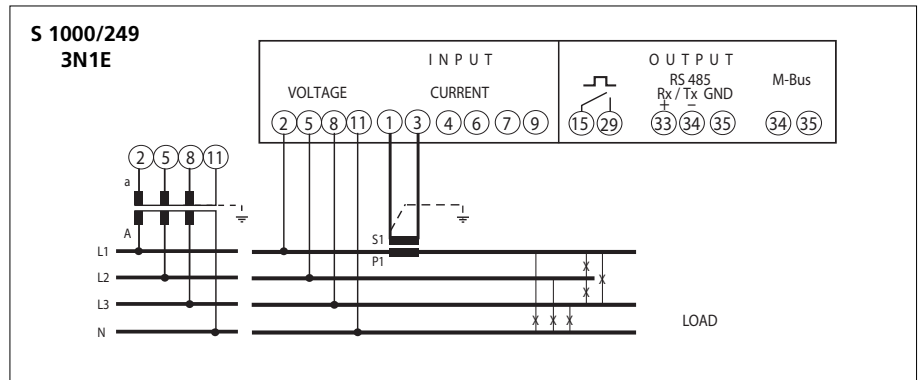 S 1000/249
3N1E
INPUT
VOLTAGE CURRENT
2 5 8 11 1 3 4 6 7 9
OUTPUT
RS 485
Rx / Tx GND
+ −
M-Bus
15 29 33 34 35 34 35
2 5 8 11
a
A
S1
P1
L1
L2
L3
N
LOAD